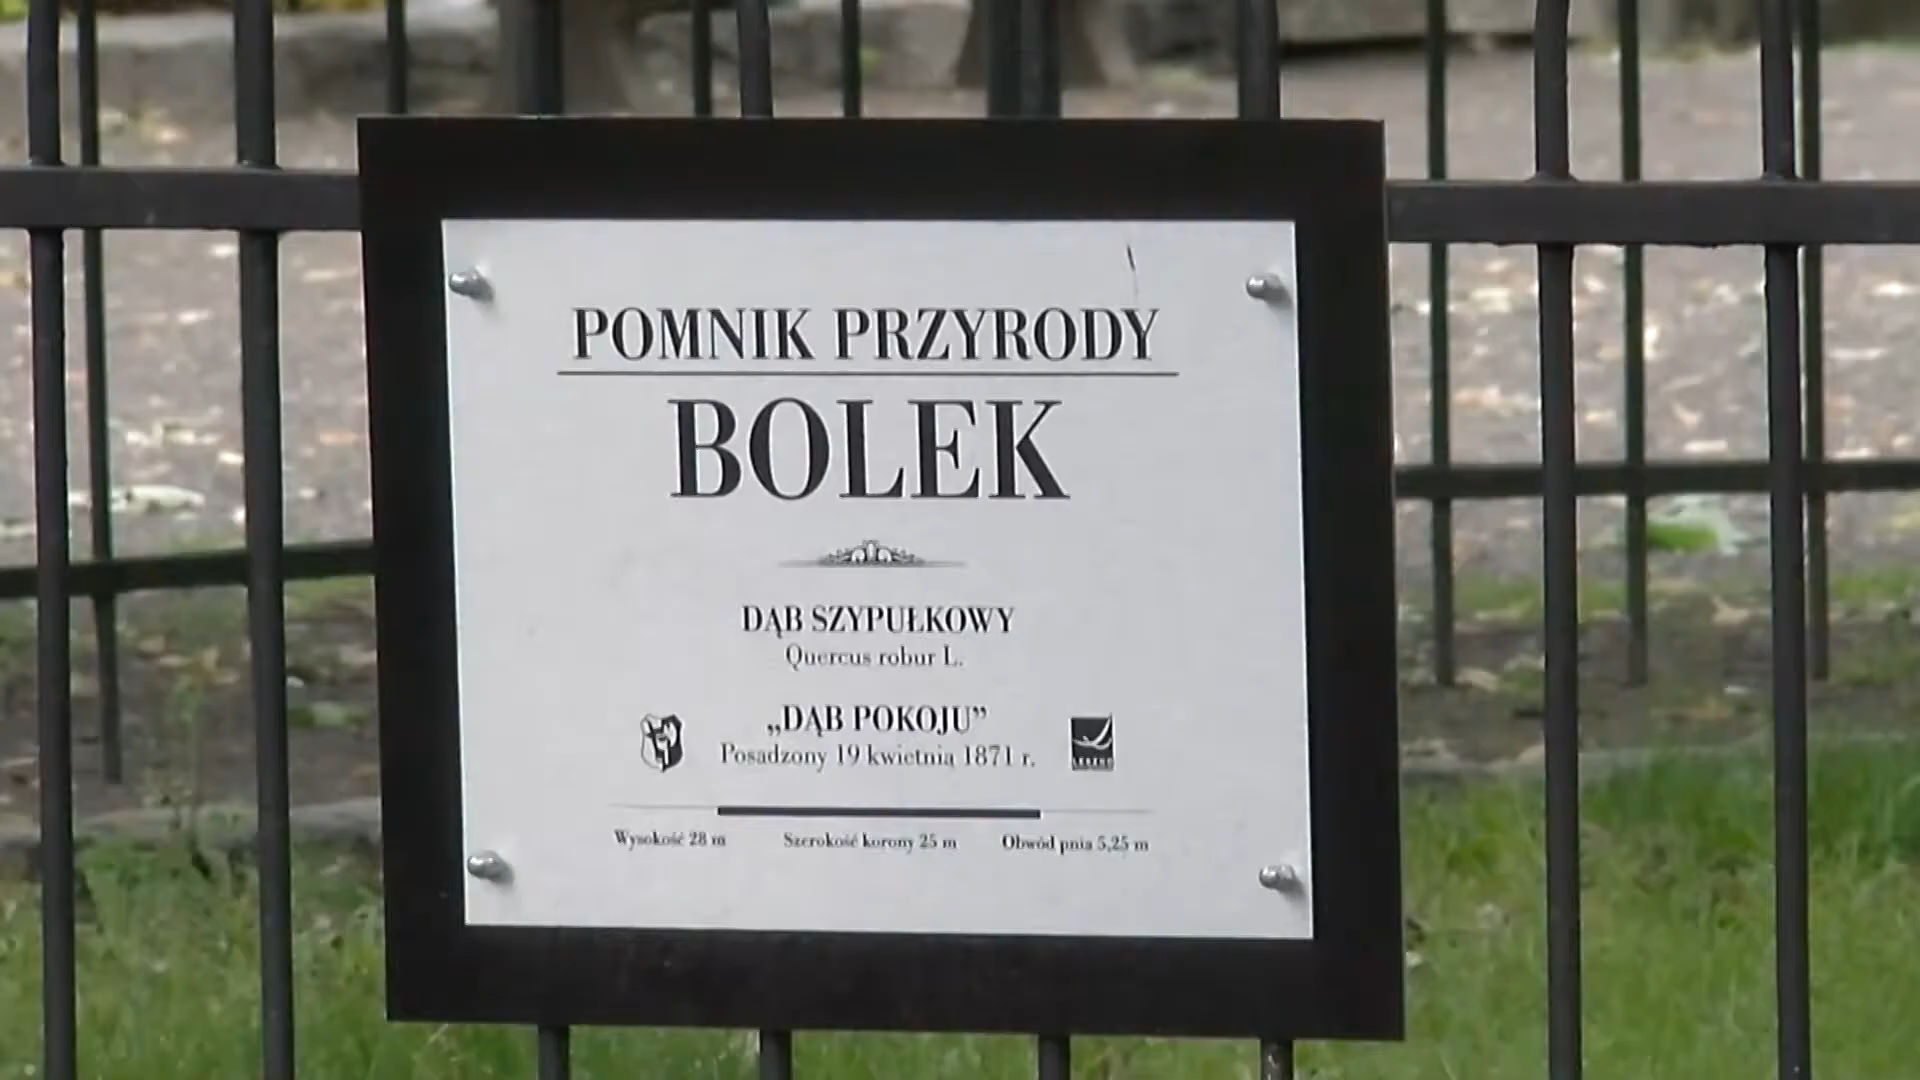 POMNIK PRZYRODY
BOLEK
DĄB SZYPUŁKOWY
Quercus robur L.
„DĄB POKOJU”
Posadzony 19 kwietnia 1871 r.
LESZNO
Wysokość 28 m Szerokość korony 25 m Obwód pnia 5,25 m